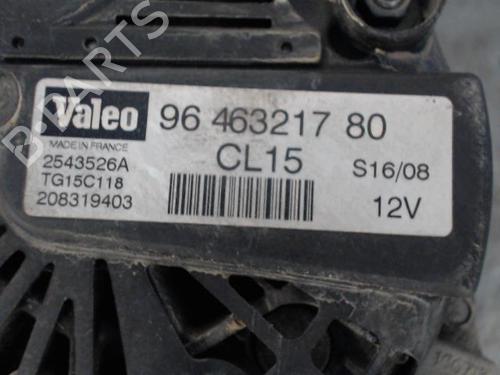 B-PARTS
Valeo
MADE IN FRANCE
96 463217 80
2543526A
CL15
S16/08
TG15C118
208319403
12V